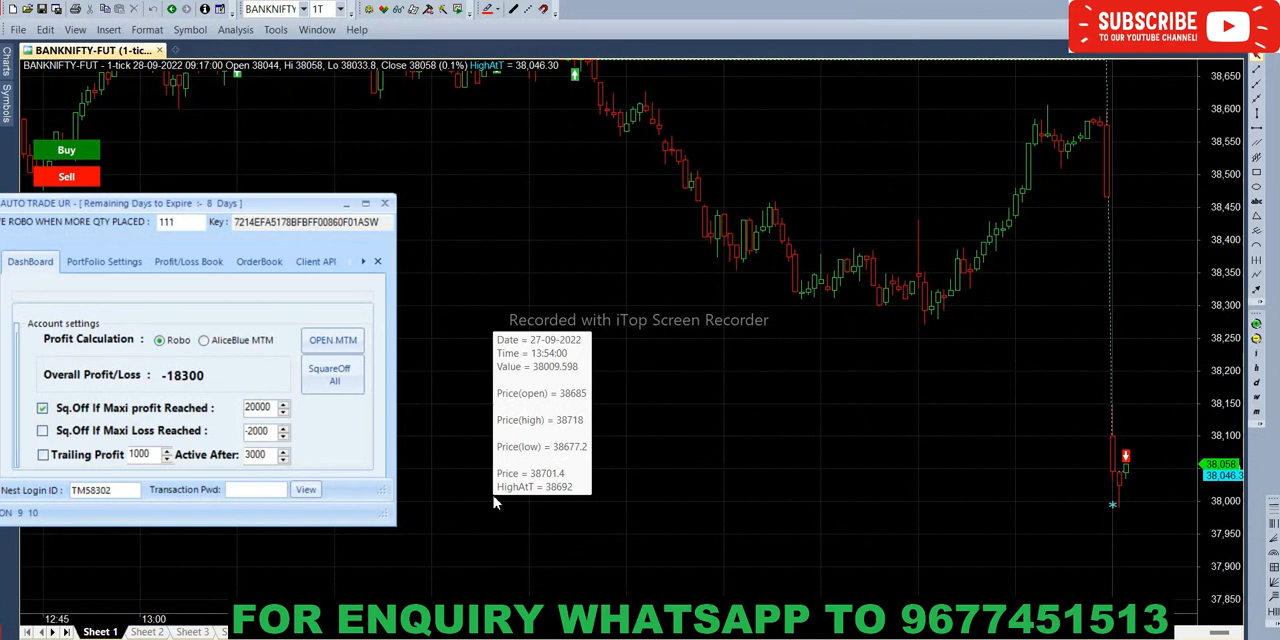 BANKNIFTY
1T
SUBSCRIBE
TO OUR YOUTUBE CHANNEL!
File Edit View Insert Format Symbol Analysis Tools Window Help
BANKNIFTY-FUT (1-tic...
BANKNIFTY-FUT - 1-tick 28-09-2022 09:17:00 Open 38044, Hi 38058, Lo 38033.8, Close 38058 (0.1%) HighAtT = 38,046.30
Charts
Symbols
Buy
Sell
AUTO TRADE UR - [ Remaining Days to Expire :- 8 Days ]
E ROBO WHEN MORE QTY PLACED : 111 Key : 7214EFA5178BFBFF00860F01ASW
DashBoard PortFolio Settings Profit/Loss Book OrderBook Client API
Account settings
Profit Calculation : Robo AliceBlue MTM OPEN MTM
Overall Profit/Loss : -18300
SquareOff
All
Sq.Off If Maxi profit Reached : 20000
Sq.Off If Maxi Loss Reached : -2000
Trailing Profit 1000 Active After: 3000
Nest Login ID : TM58302 Transaction Pwd: View
ON 9 10
Recorded with iTop Screen Recorder
Date = 27-09-2022
Time = 13:54:00
Value = 38009.598
Price(open) = 38685
Price(high) = 38718
Price(low) = 38677.2
Price = 38701.4
HighAtT = 38692
38,650
38,600
38,550
38,500
38,450
38,400
38,350
38,300
38,250
38,200
38,150
38,100
38,058
38,046.3
38,000
37,950
37,900
37,850
12:45 13:00
FOR ENQUIRY WHATSAPP TO 9677451513
Sheet 1 Sheet 2 Sheet 3